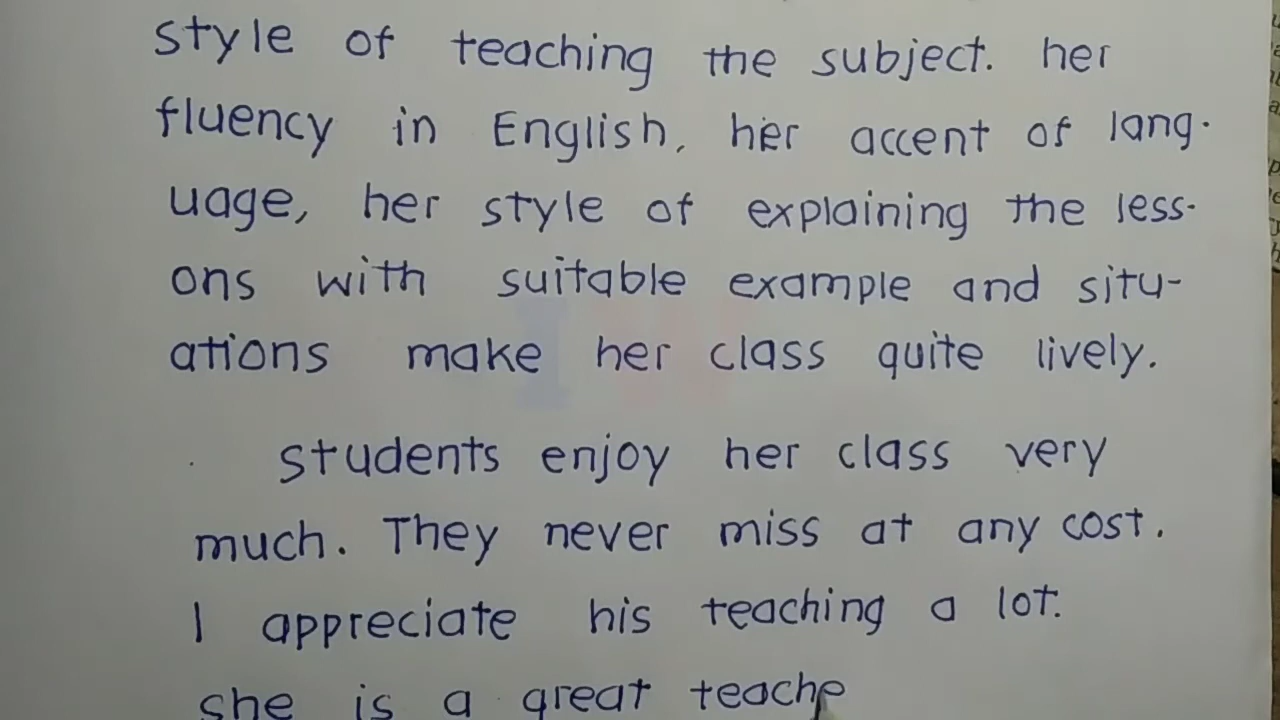 style of teaching the subject. her
fluency in English, her accent of lang-
uage, her style of explaining the less-
ons with suitable example and situ-
ations make her class quite lively.
students enjoy her class very
much. They never miss at any cost.
I appreciate his teaching a lot.
she is a great teache